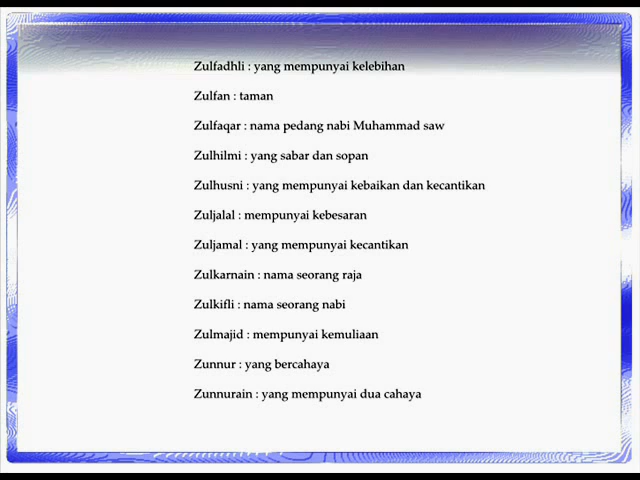 Zulfadhli : yang mempunyai kelebihan
Zulfan : taman
Zulfaqar : nama pedang nabi Muhammad saw
Zulhilmi : yang sabar dan sopan
Zulhusni : yang mempunyai kebaikan dan kecantikan
Zuljalal : mempunyai kebesaran
Zuljamal : yang mempunyai kecantikan
Zulkarnain : nama seorang raja
Zulkifli : nama seorang nabi
Zulmajid : mempunyai kemuliaan
Zunnur : yang bercahaya
Zunnurain : yang mempunyai dua cahaya